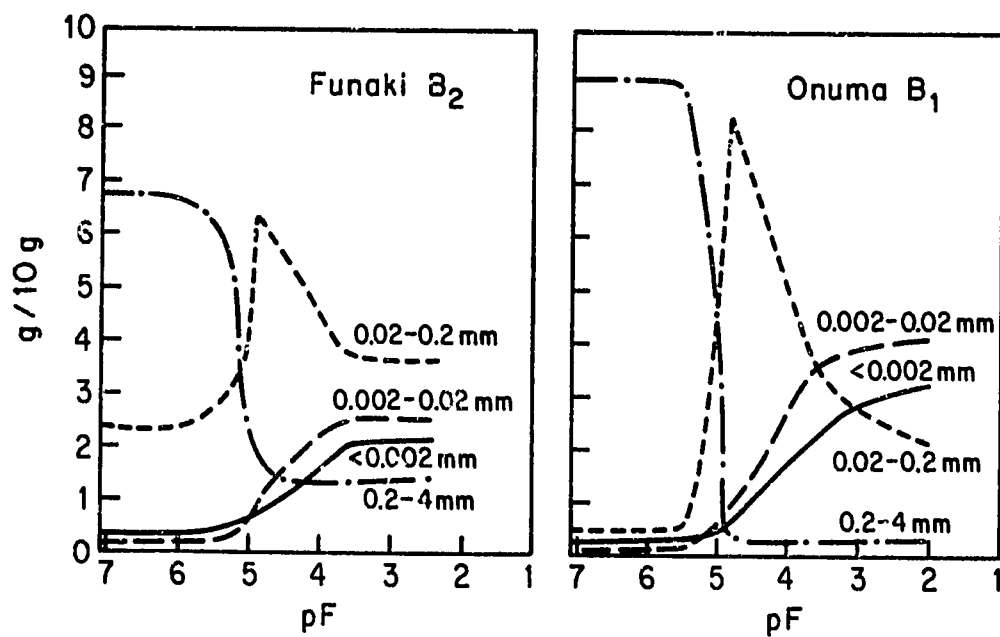 Funaki B2
g/10g
10
9
8
7
6
5
4
3
2
1
0
0.02-0.2 mm
0.002-0.02 mm
<0.002 mm
0.2-4 mm
7 6 5 4 3 2 1
pF
Onuma B1
0.002-0.02 mm
<0.002 mm
0.02-0.2 mm
0.2-4 mm
7 6 5 4 3 2 1
pF